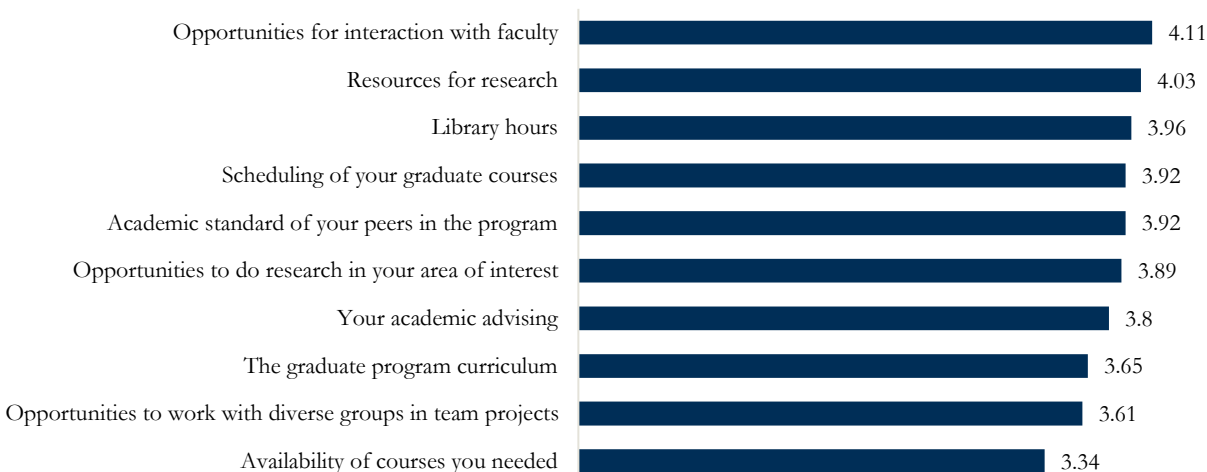 Opportunities for interaction with faculty 4.11
Resources for research 4.03
Library hours 3.96
Scheduling of your graduate courses 3.92
Academic standard of your peers in the program 3.92
Opportunities to do research in your area of interest 3.89
Your academic advising 3.8
The graduate program curriculum 3.65
Opportunities to work with diverse groups in team projects 3.61
Availability of courses you needed 3.34